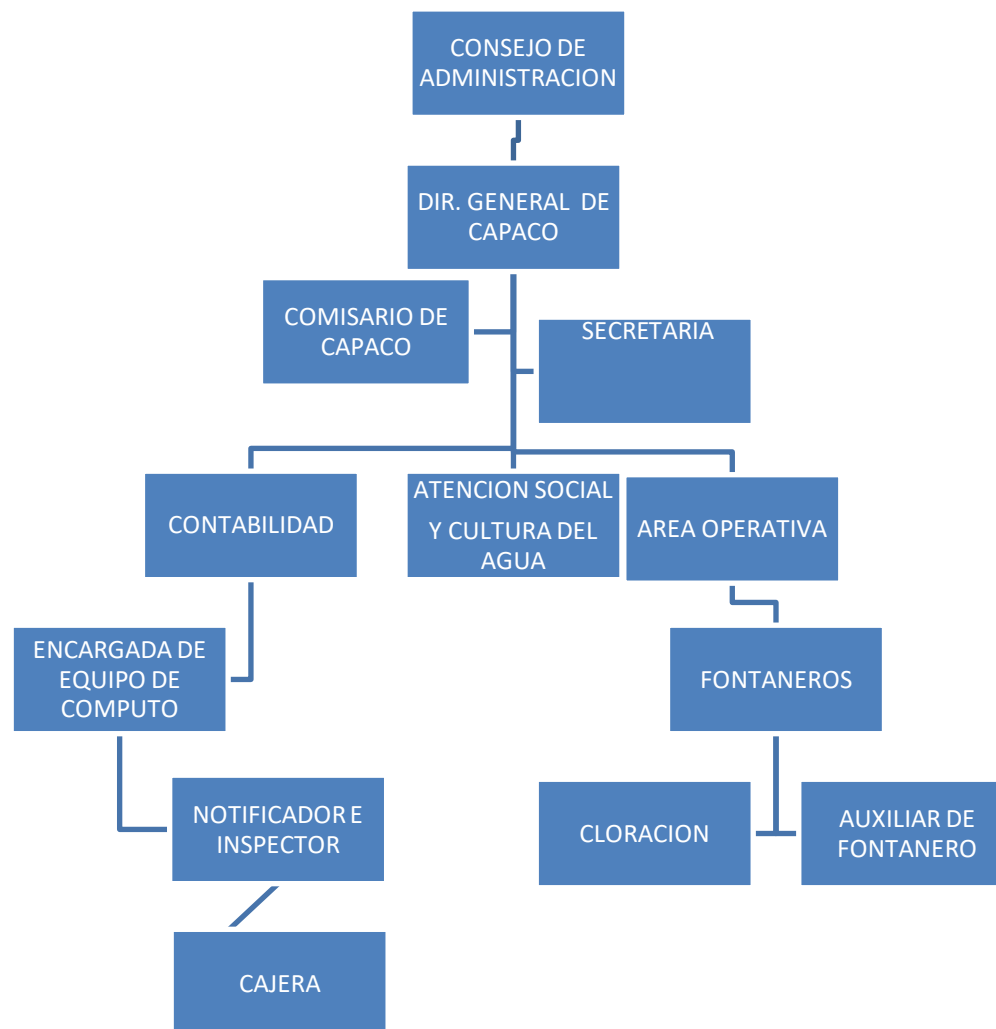 CONSEJO DE
ADMINISTRACION
DIR. GENERAL DE
CAPACO
COMISARIO DE
CAPACO
SECRETARIA
CONTABILIDAD
ATENCION SOCIAL
Y CULTURA DEL
AGUA
AREA OPERATIVA
ENCARGADA DE
EQUIPO DE
COMPUTO
FONTANEROS
NOTIFICADOR E
INSPECTOR
CLORACION
AUXILIAR DE
FONTANERO
CAJERA